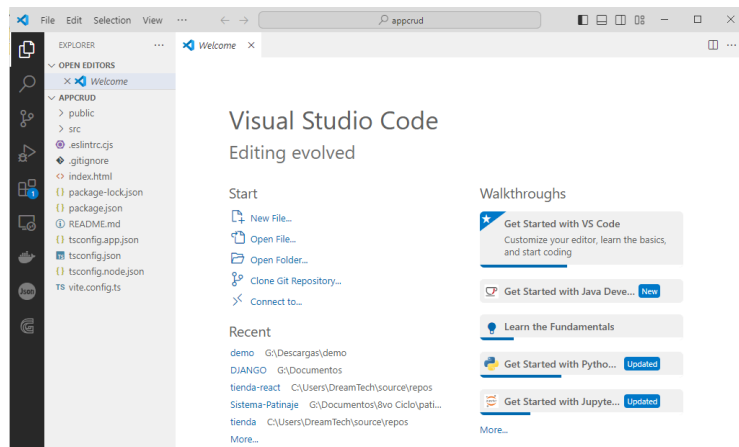 File Edit Selection View ...
appcrud
EXPLORER
Welcome
OPEN EDITORS
Welcome
APPCRUD
public
src
.eslintrc.cjs
.gitignore
index.html
package-lock.json
package.json
README.md
tsconfig.app.json
tsconfig.json
tsconfig.node.json
TS vite.config.ts
1
Json
Visual Studio Code
Editing evolved
Start
New File...
Open File...
Open Folder...
Clone Git Repository...
Connect to...
Recent
demo G:\Descargas\demo
DJANGO G:\Documentos
tienda-react C:\Users\DreamTech\source\repos
Sistema-Patinaje G:\Documentos\8vo Ciclo\pati...
tienda C:\Users\DreamTech\source\repos
More...
Walkthroughs
Get Started with VS Code
Customize your editor, learn the basics,
and start coding
Get Started with Java Deve... New
Learn the Fundamentals
Get Started with Pytho... Updated
Get Started with Jupyte... Updated
More...